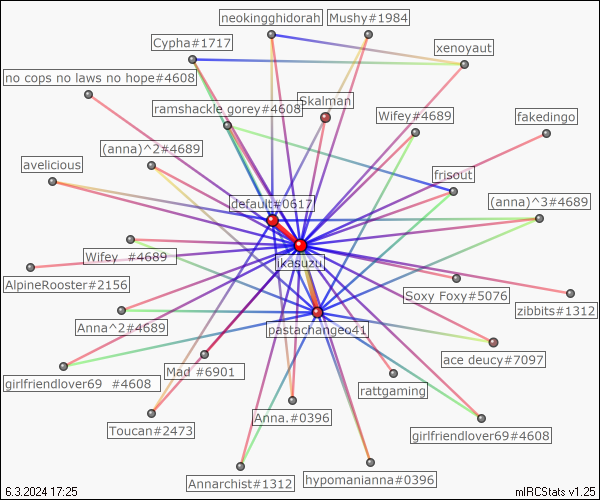 neokingghidorah
Mushy#1984
Cypha#1717
xenoyaut
no cops no laws no hope#4608
ramshackle gorey#4608
Skalman
Wifey#4689
fakedingo
(anna)^2#4689
avelicious
frisout
default#0617
(anna)^3#4689
Wifey  #4689
ikasuzu
AlpineRooster#2156
Soxy Foxy#5076
zibbits#1312
Anna^2#4689
pastachangeo41
ace deucy#7097
Mad #6901
girlfriendlover69  #4608
rattgaming
Anna.#0396
Toucan#2473
girlfriendlover69#4608
Annarchist#1312
hypomanianna#0396
6.3.2024 17:25
mIRCStats v1.25